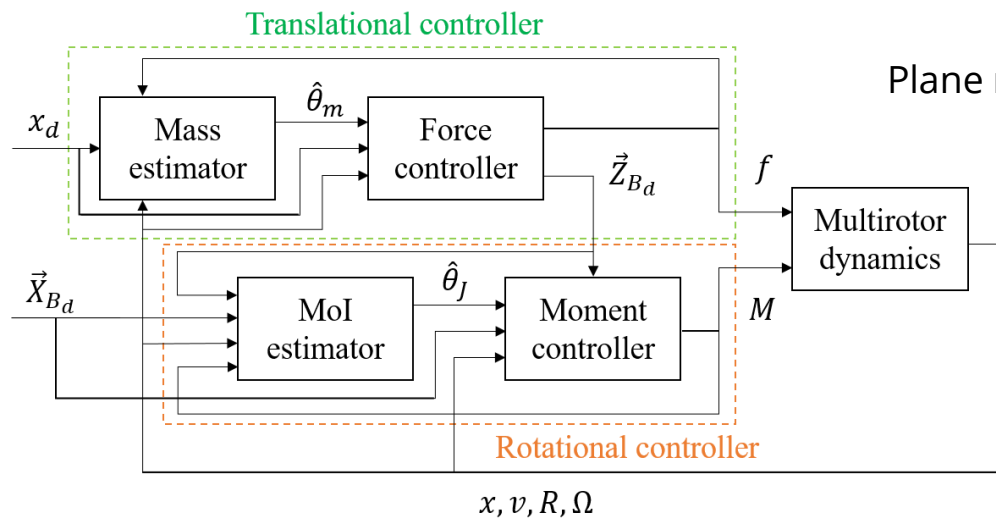 Translational controller
Plane
x_d
Mass
estimator
θ̂_m
Force
controller
Z⃗_{B_d}
f
Multirotor
dynamics
X⃗_{B_d}
MoI
estimator
θ̂_J
Moment
controller
M
Rotational controller
x, v, R, Ω